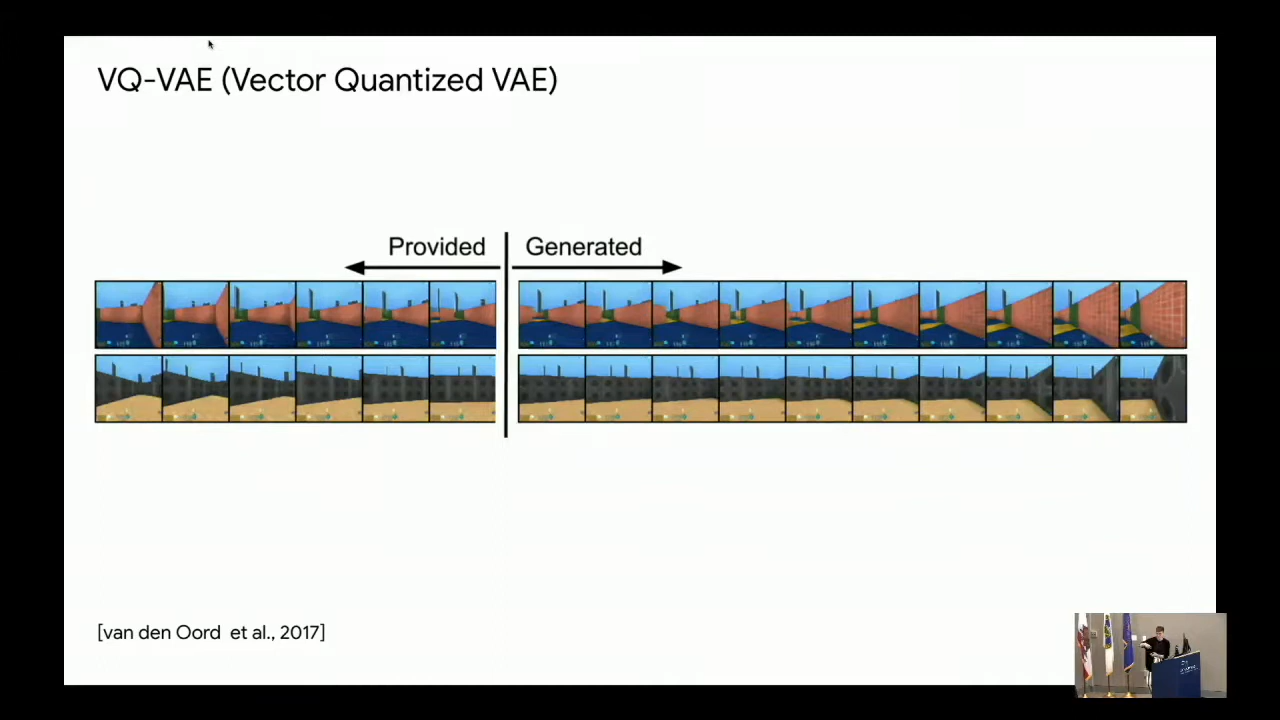 VQ-VAE (Vector Quantized VAE)
Provided
Generated
[van den Oord et al., 2017]